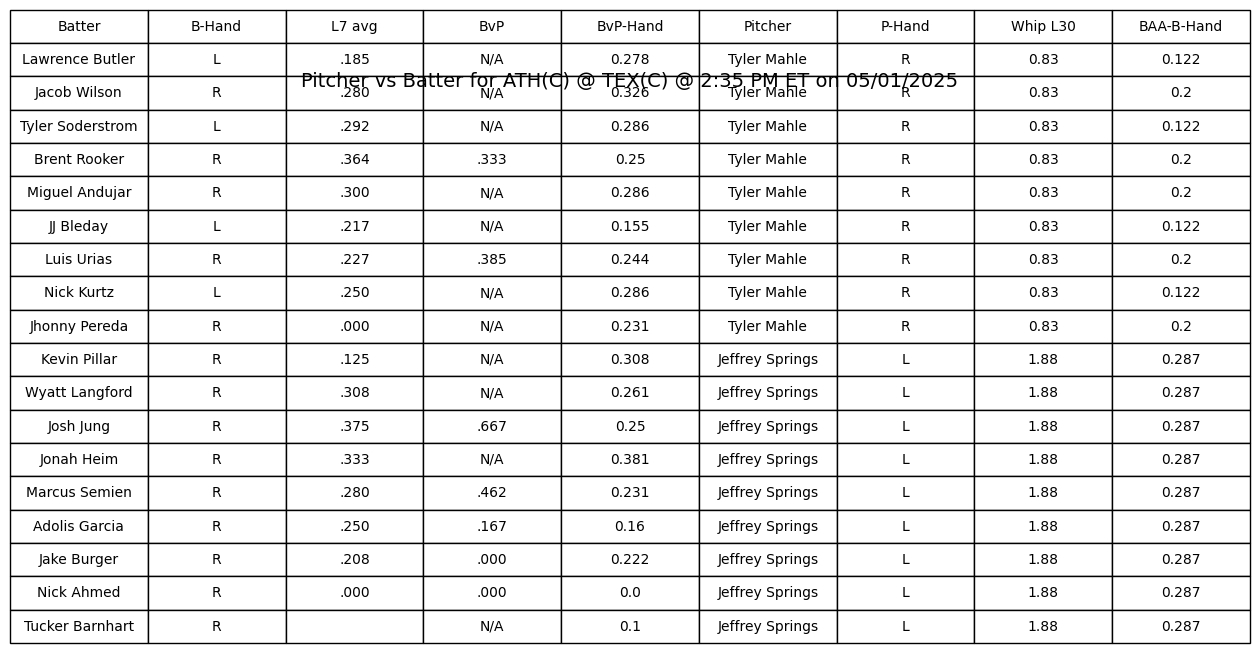 Batter B-Hand L7 avg BvP BvP-Hand Pitcher P-Hand Whip L30 BAA-B-Hand
Lawrence Butler L .185 N/A 0.278 Tyler Mahle R 0.83 0.122
Pitcher vs Batter for ATH(C) @ TEX(C) @ 2:35 PM ET on 05/01/2025
Jacob Wilson R .280 N/A 0.326 Tyler Mahle R 0.83 0.2
Tyler Soderstrom L .292 N/A 0.286 Tyler Mahle R 0.83 0.122
Brent Rooker R .364 .333 0.25 Tyler Mahle R 0.83 0.2
Miguel Andujar R .300 N/A 0.286 Tyler Mahle R 0.83 0.2
JJ Bleday L .217 N/A 0.155 Tyler Mahle R 0.83 0.122
Luis Urias R .227 .385 0.244 Tyler Mahle R 0.83 0.2
Nick Kurtz L .250 N/A 0.286 Tyler Mahle R 0.83 0.122
Jhonny Pereda R .000 N/A 0.231 Tyler Mahle R 0.83 0.2
Kevin Pillar R .125 N/A 0.308 Jeffrey Springs L 1.88 0.287
Wyatt Langford R .308 N/A 0.261 Jeffrey Springs L 1.88 0.287
Josh Jung R .375 .667 0.25 Jeffrey Springs L 1.88 0.287
Jonah Heim R .333 N/A 0.381 Jeffrey Springs L 1.88 0.287
Marcus Semien R .280 .462 0.231 Jeffrey Springs L 1.88 0.287
Adolis Garcia R .250 .167 0.16 Jeffrey Springs L 1.88 0.287
Jake Burger R .208 .000 0.222 Jeffrey Springs L 1.88 0.287
Nick Ahmed R .000 .000 0.0 Jeffrey Springs L 1.88 0.287
Tucker Barnhart R N/A 0.1 Jeffrey Springs L 1.88 0.287